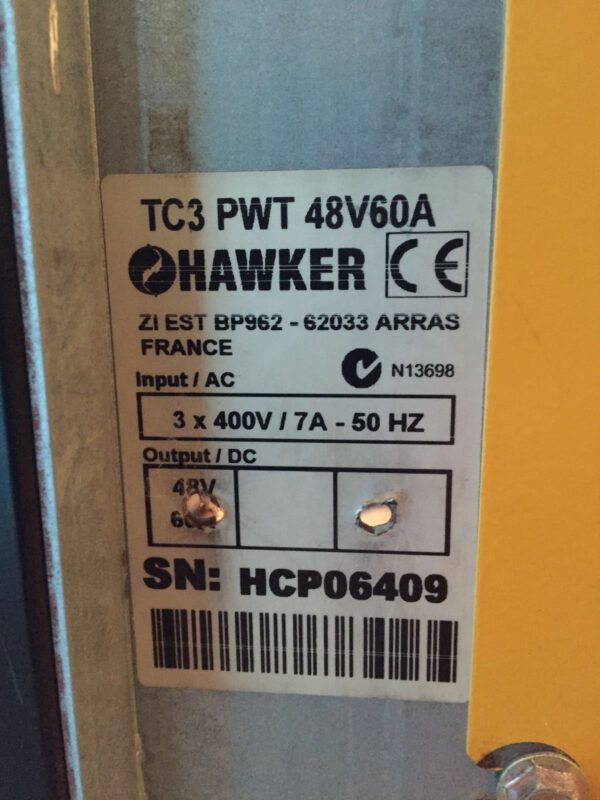 TC3 PWT 48V60A
HAWKER CE
ZI EST BP962 - 62033 ARRAS
FRANCE
N13698
Input / AC
3 x 400V / 7A - 50 HZ
Output / DC
48V
SN: HCP06409